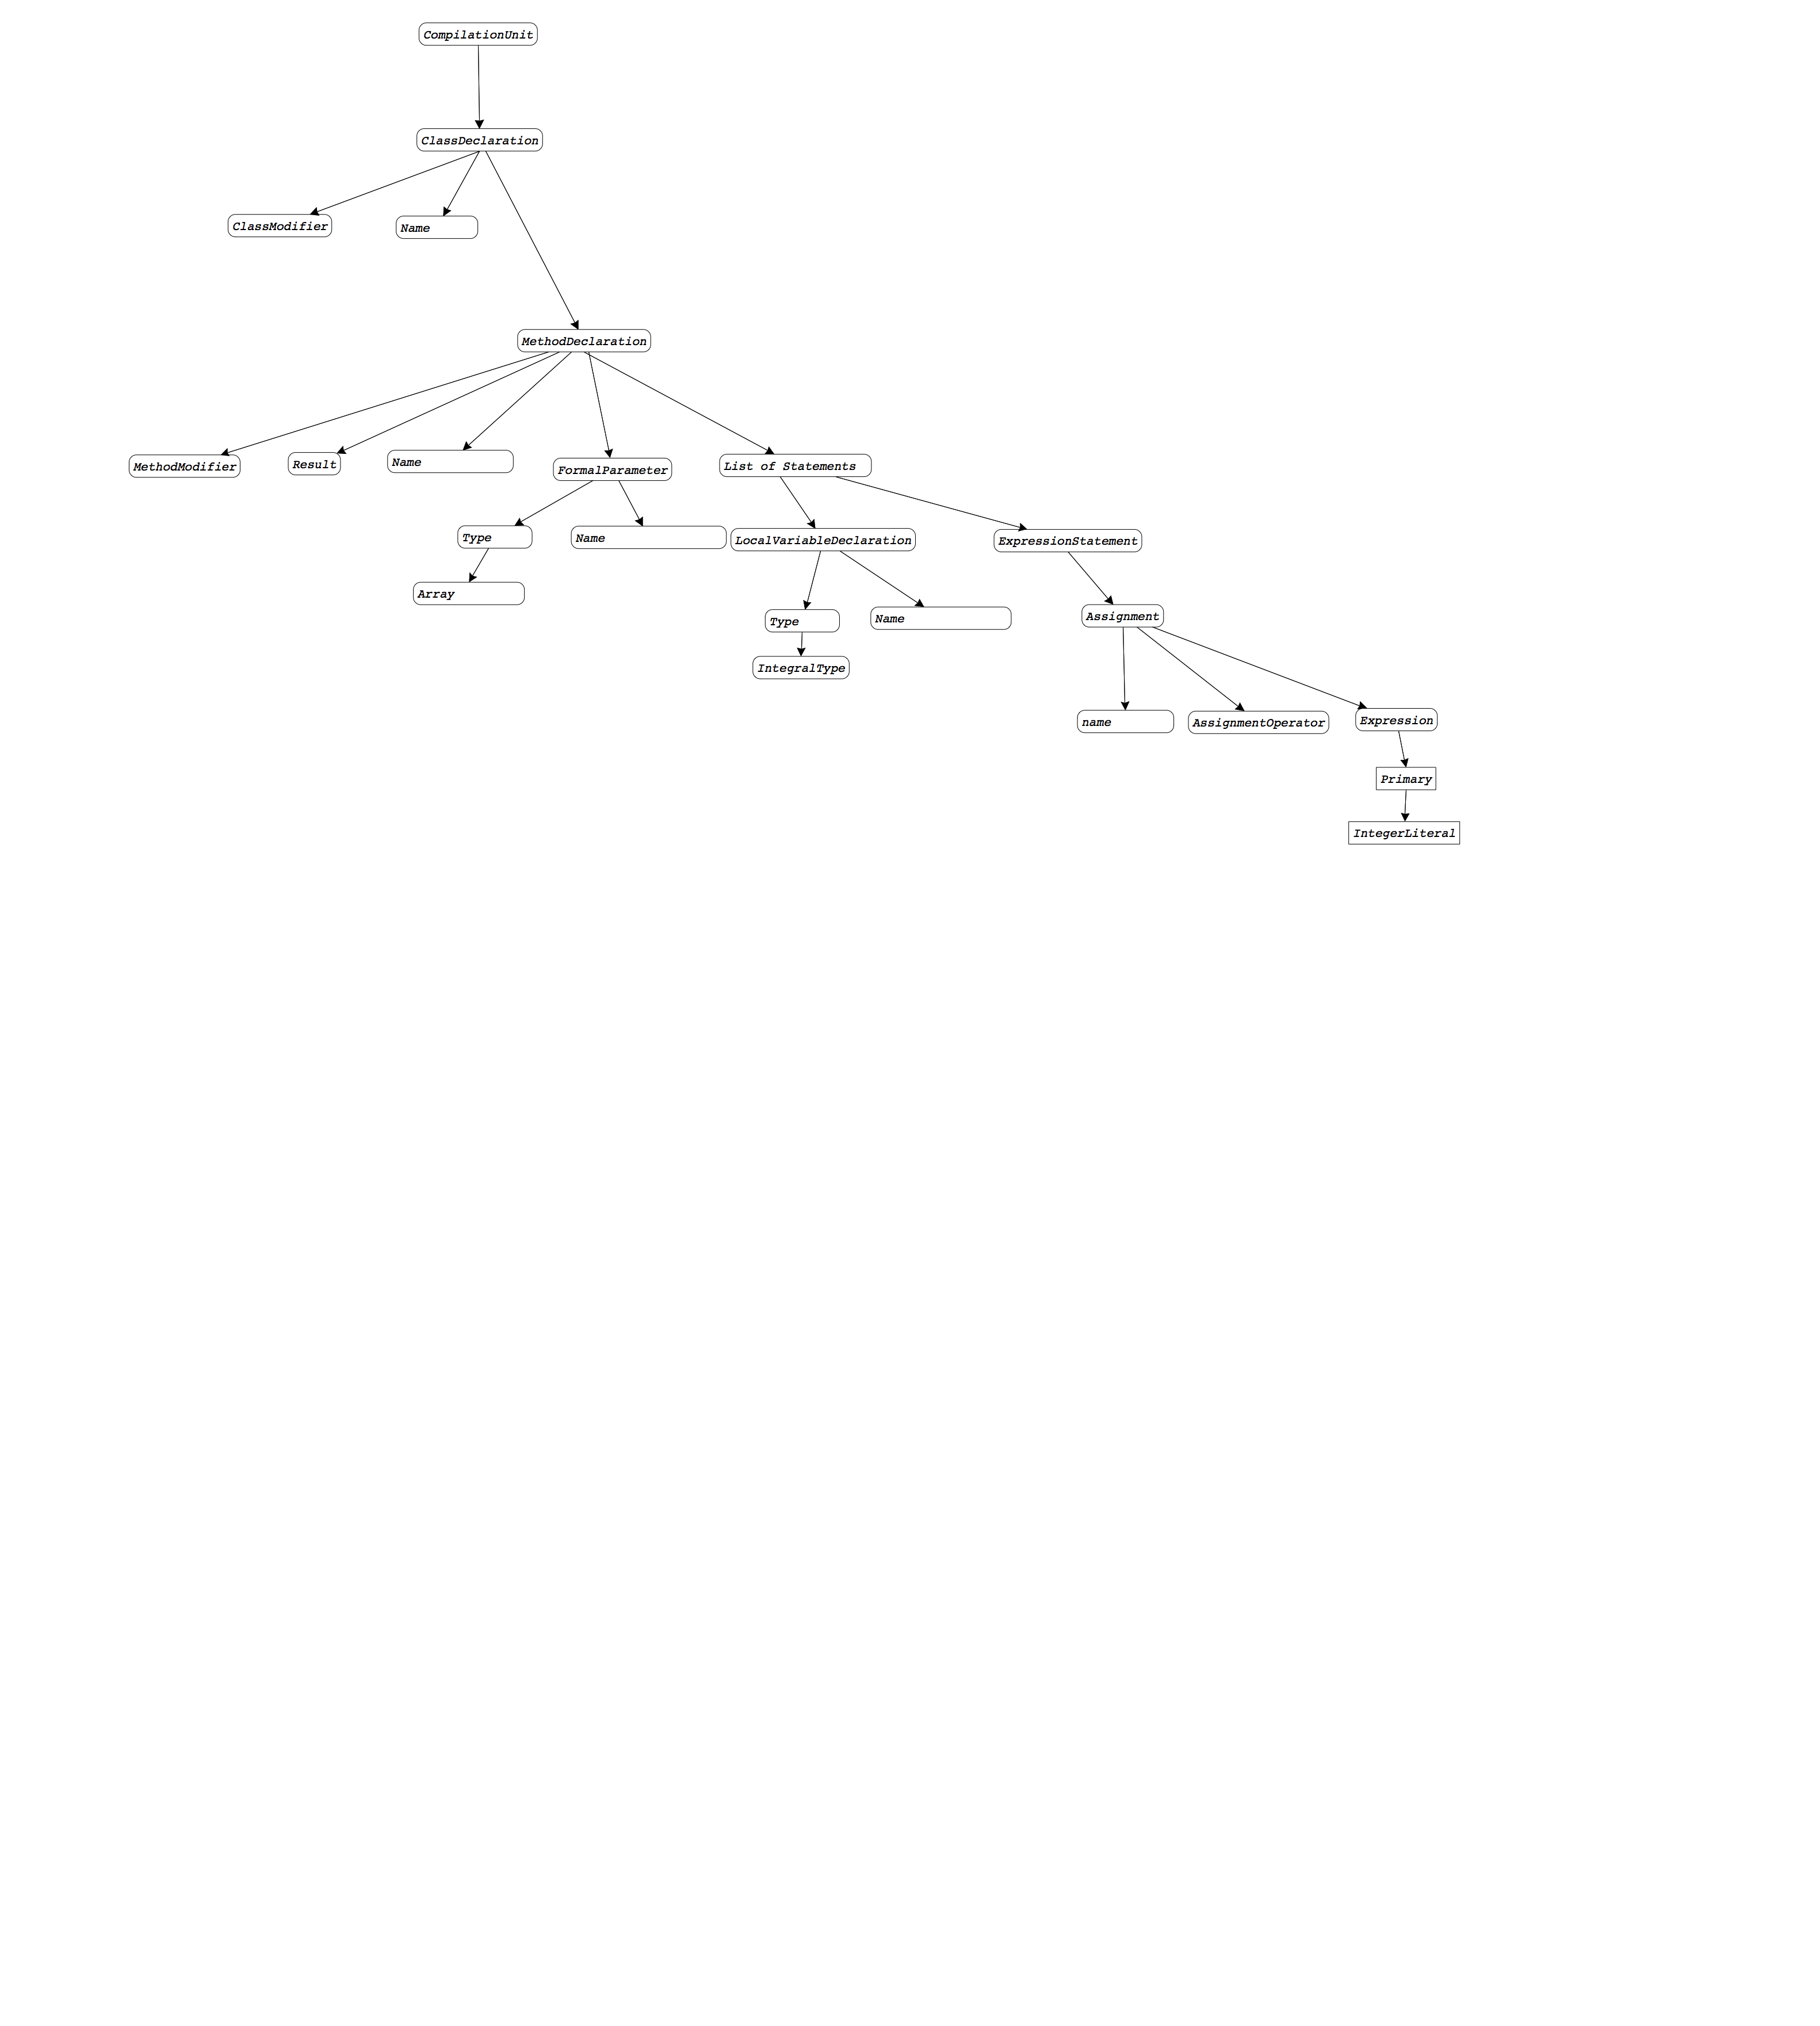 CompilationUnit
ClassDeclaration
ClassModifier
Name
MethodDeclaration
MethodModifier
Result
Name
FormalParameter
List of Statements
Type
Name
LocalVariableDeclaration
ExpressionStatement
Array
Type
Name
Assignment
IntegralType
name
AssignmentOperator
Expression
Primary
IntegerLiteral